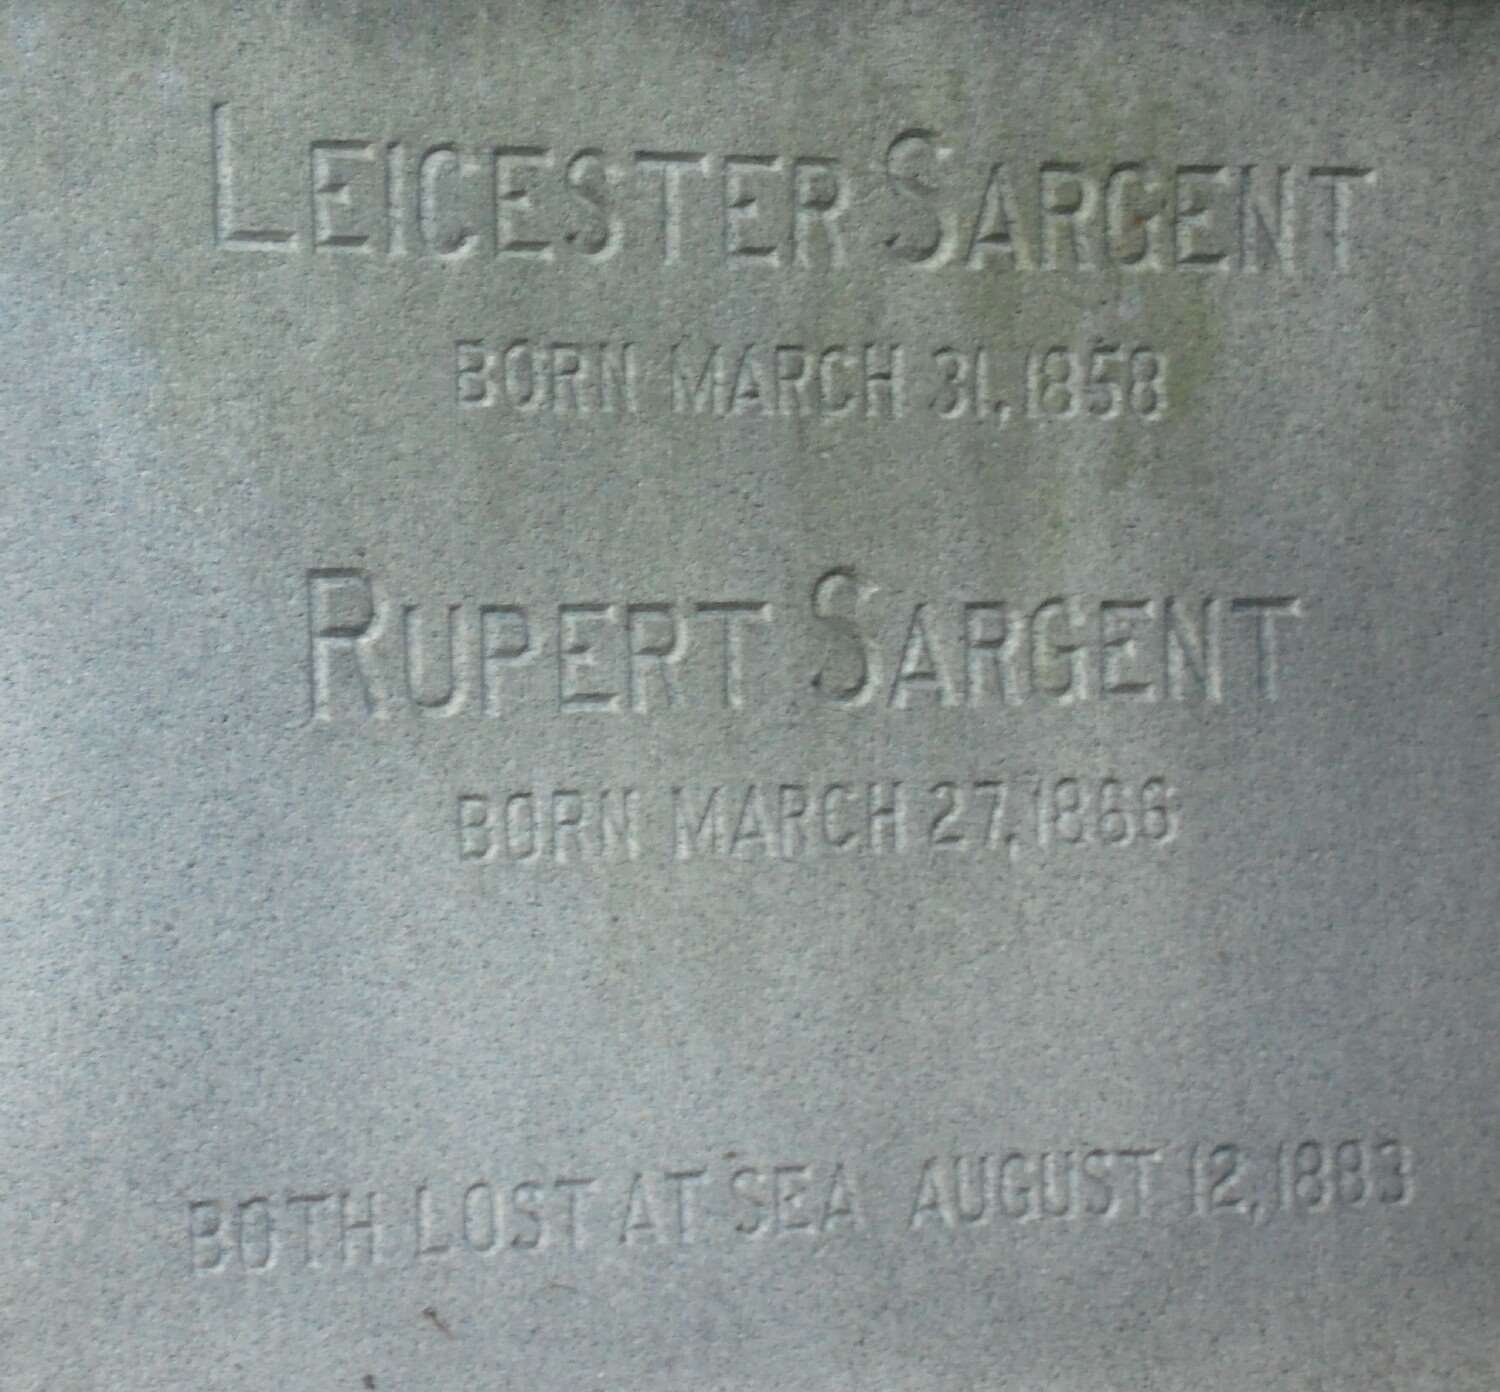 LEICESTER SARGENT
BORN MARCH 31, 1858
RUPERT SARGENT
BORN MARCH 27, 1866
BOTH LOST AT SEA AUGUST 12, 1883